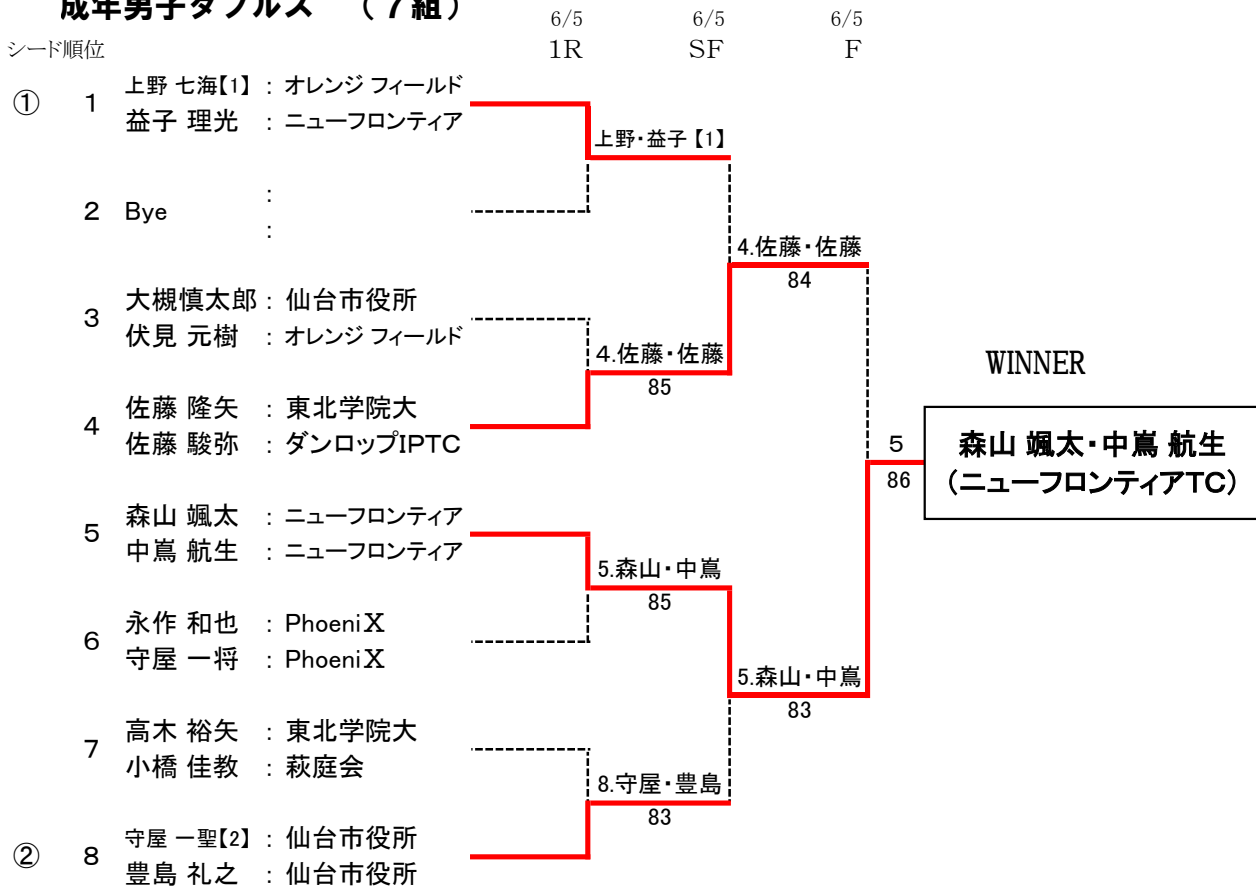 成年男子ダブルス （７組）
6/5 6/5 6/5
シード順位 1R SF F
① 1 上野 七海【1】 : オレンジ フィールド
益子 理光 : ニューフロンティア
上野・益子【1】
2 Bye :
:
4.佐藤・佐藤
84
3 大槻慎太郎 : 仙台市役所
伏見 元樹 : オレンジ フィールド
4.佐藤・佐藤
85
WINNER
4 佐藤 隆矢 : 東北学院大
佐藤 駿弥 : ダンロップIPTC
5
86
森山 颯太・中嶌 航生
（ニューフロンティアTC）
5 森山 颯太 : ニューフロンティア
中嶌 航生 : ニューフロンティア
5.森山・中嶌
85
6 永作 和也 : PhoeniX
守屋 一将 : PhoeniX
5.森山・中嶌
83
7 高木 裕矢 : 東北学院大
小橋 佳教 : 萩庭会
8.守屋・豊島
83
② 8 守屋 一聖【2】 : 仙台市役所
豊島 礼之 : 仙台市役所